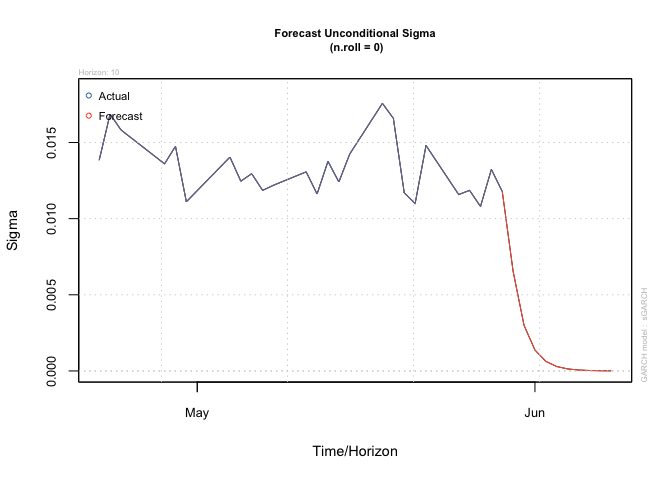 Forecast Unconditional Sigma
(n.roll = 0)
Horizon: 10
Actual
Forecast
0.015
0.010
0.005
0.000
Sigma
May
Jun
Time/Horizon
GARCH model : sGARCH